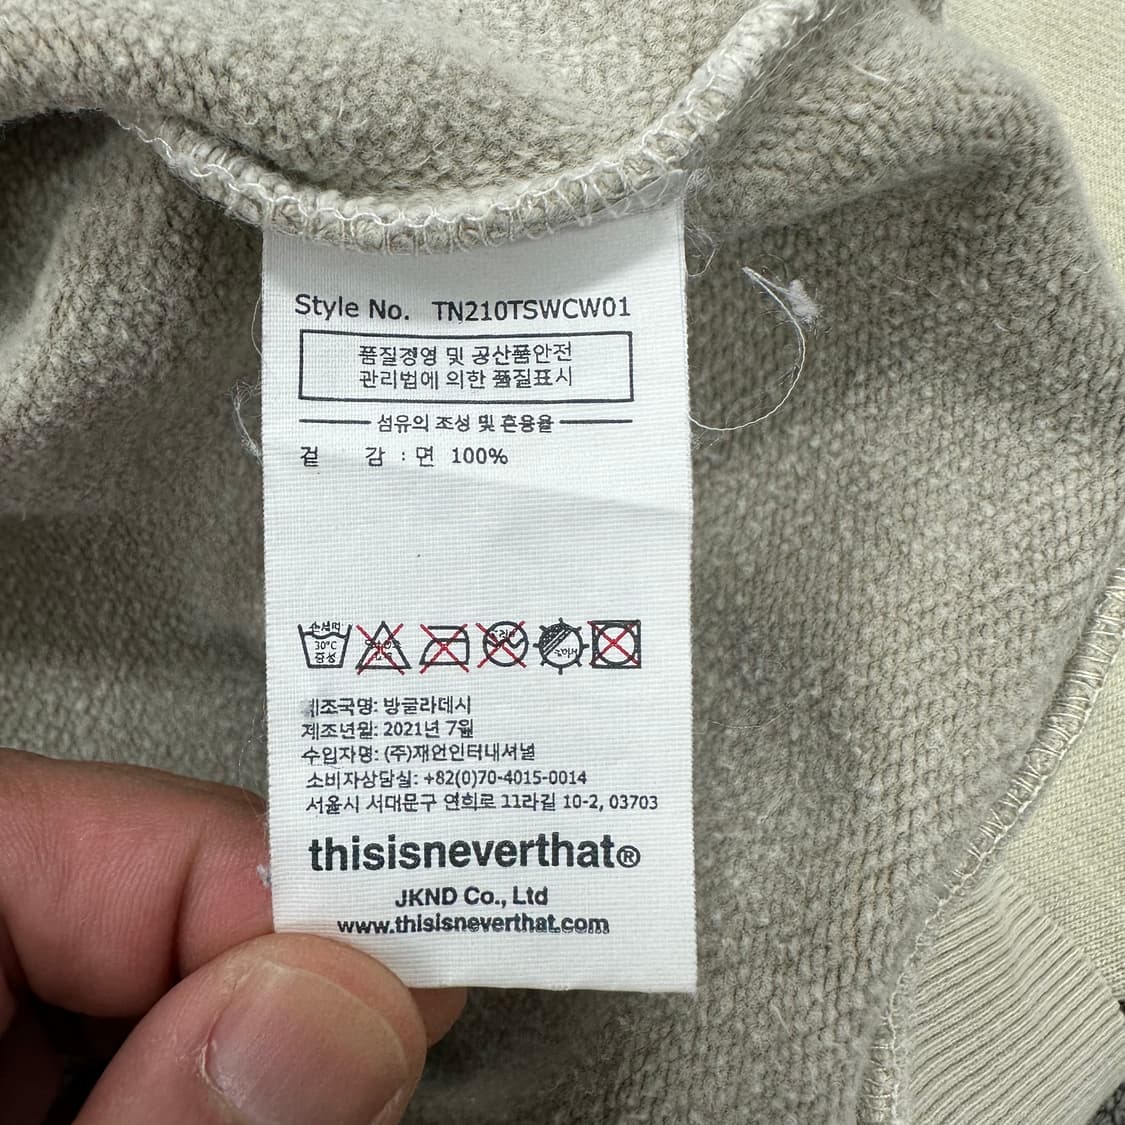 Style No. TN210TSWCW01
품질경영 및 공산품안전
관리법에 의한 품질표시
섬유의 조성 및 혼용율
겉 감 : 면 100%
손세탁
30°C
중성
제조국명: 방글라데시
제조년월: 2021년 7월
수입자명: (주)재언인터내셔널
소비자상담실: +82(0)70-4015-0014
서울시 서대문구 연희로 11라길 10-2, 03703
thisisneverthat®
JKND Co., Ltd
www.thisisneverthat.com